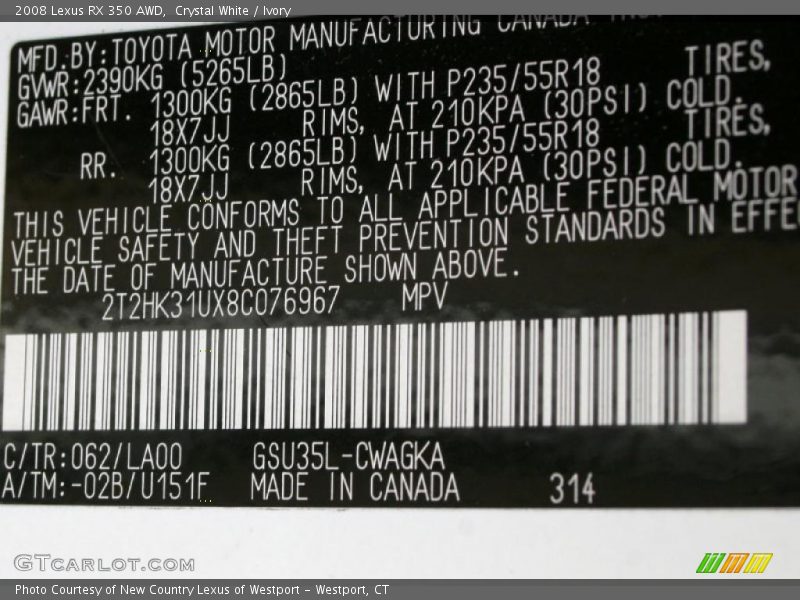 2008 Lexus RX 350 AWD, Crystal White / Ivory
MFD.BY:TOYOTA MOTOR MANUFACTURING CANADA
GVWR:2390KG (5265LB)
GAWR:FRT. 1300KG (2865LB) WITH P235/55R18 TIRES,
18X7JJ RIMS, AT 210KPA (30PSI) COLD.
RR. 1300KG (2865LB) WITH P235/55R18 TIRES,
18X7JJ RIMS, AT 210KPA (30PSI) COLD.
THIS VEHICLE CONFORMS TO ALL APPLICABLE FEDERAL MOTOR
VEHICLE SAFETY AND THEFT PREVENTION STANDARDS IN EFFE
THE DATE OF MANUFACTURE SHOWN ABOVE.
2T2HK31UX8C076967 MPV
C/TR:062/LA00 GSU35L-CWAGKA
A/TM:-02B/U151F MADE IN CANADA 314
GTCARLOT.COM
Photo Courtesy of New Country Lexus of Westport - Westport, CT